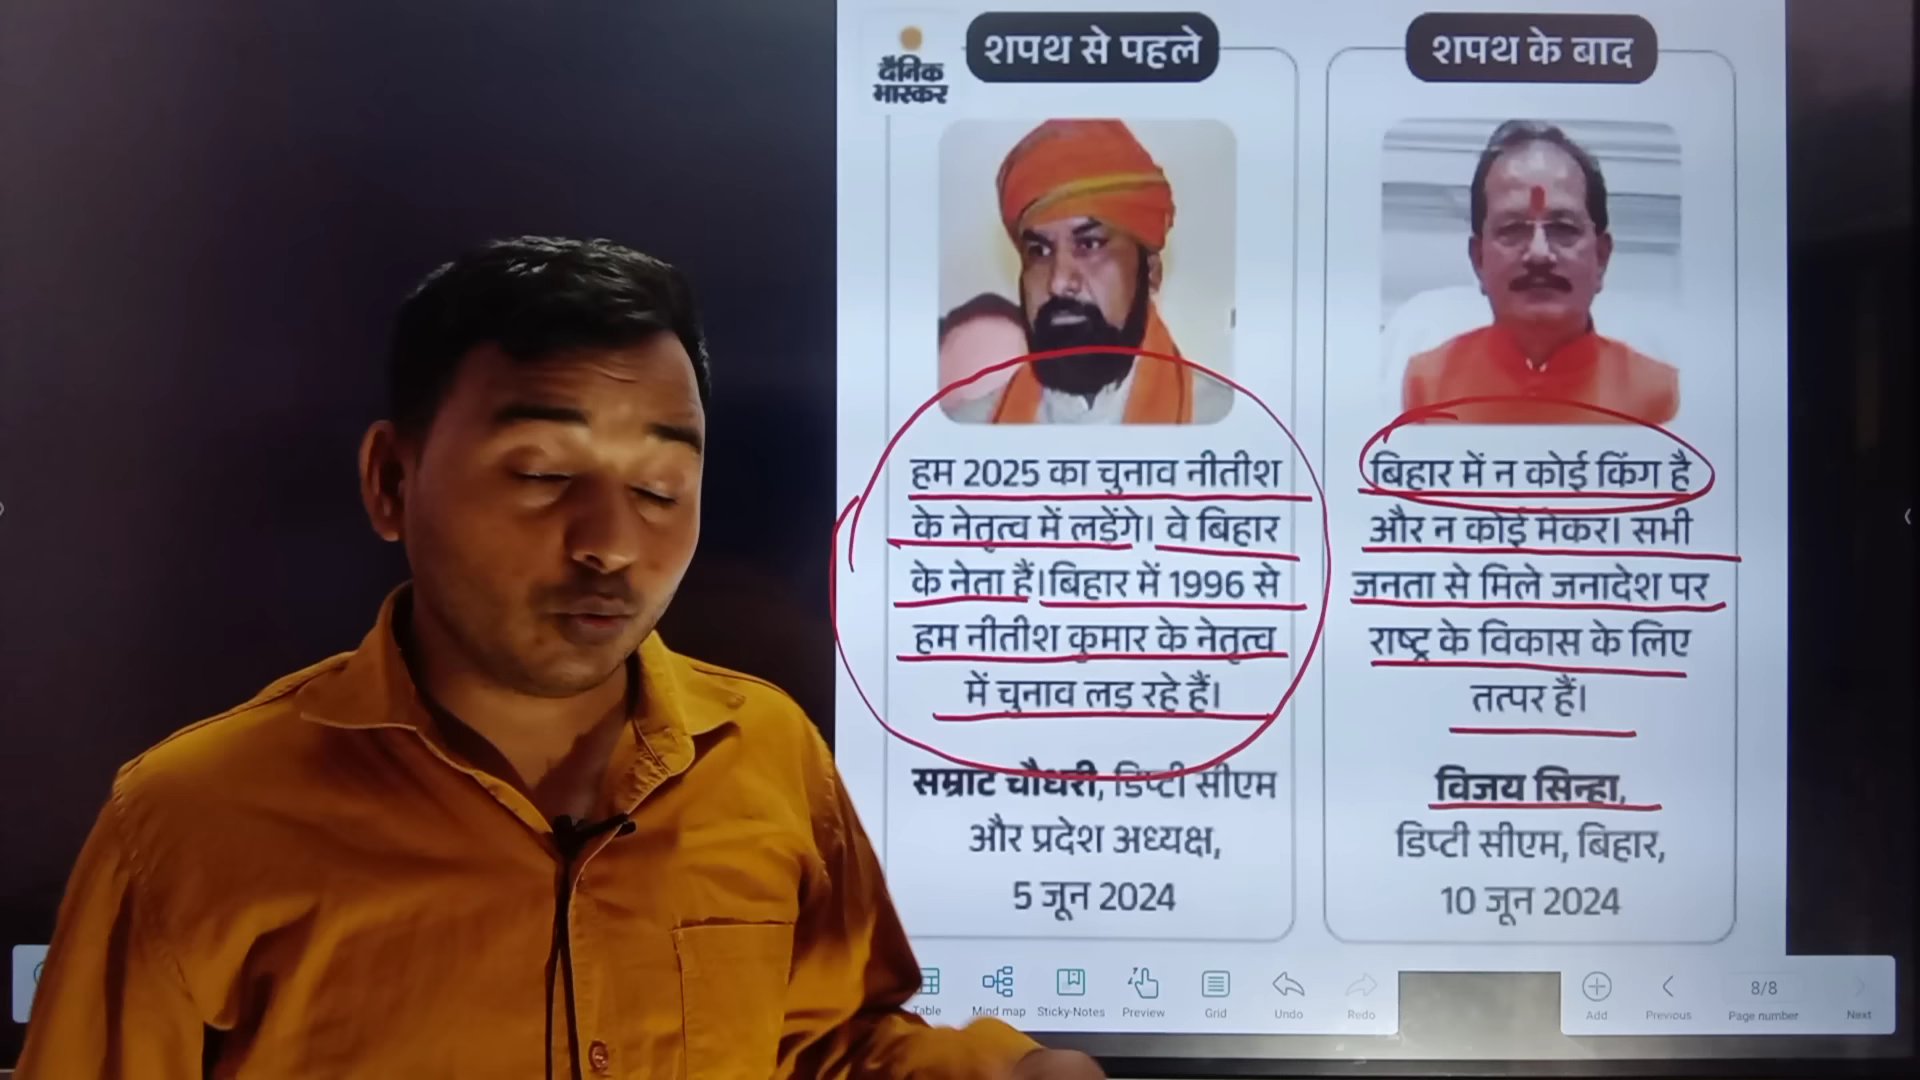 दैनिक
भास्कर
शपथ से पहले
हम 2025 का चुनाव नीतीश
के नेतृत्व में लड़ेंगे। वे बिहार
के नेता हैं।बिहार में 1996 से
हम नीतीश कुमार के नेतृत्व
में चुनाव लड़ रहे हैं।
सम्राट चौधरी, डिप्टी सीएम
और प्रदेश अध्यक्ष,
5 जून 2024
शपथ के बाद
बिहार में न कोई किंग है
और न कोई मेकर। सभी
जनता से मिले जनादेश पर
राष्ट्र के विकास के लिए
तत्पर हैं।
विजय सिन्हा,
डिप्टी सीएम, बिहार,
10 जून 2024
Table Mind map Sticky-Notes Preview Grid Undo Redo Add Previous Page number Next
8/8